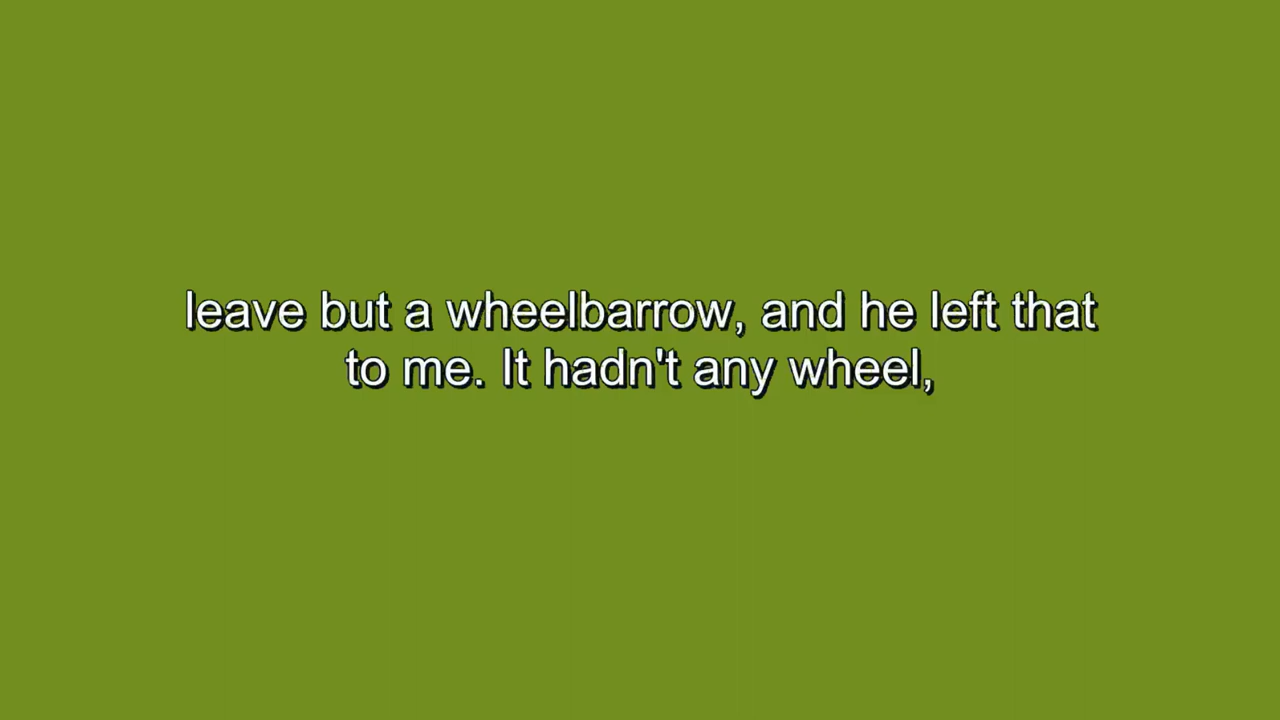 leave but a wheelbarrow, and he left that
to me. It hadn't any wheel,